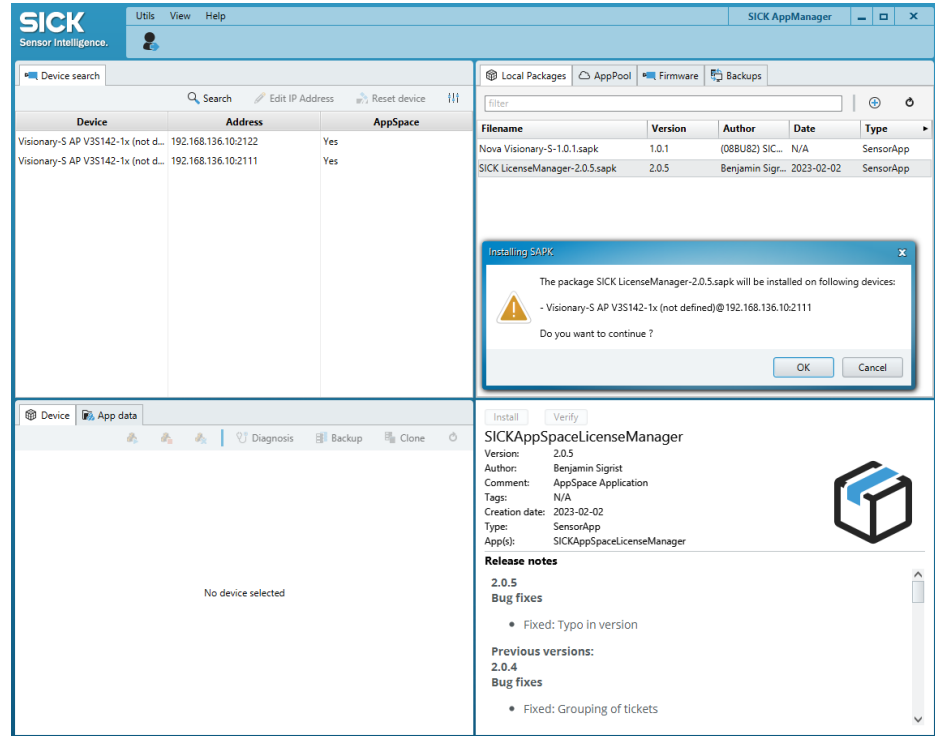 SICK
Sensor Intelligence.
Utils View Help
SICK AppManager
Device search
Search Edit IP Address Reset device
Device Address AppSpace
Visionary-S AP V3S142-1x (not d... 192.168.136.10:2122 Yes
Visionary-S AP V3S142-1x (not d... 192.168.136.10:2111 Yes
Local Packages AppPool Firmware Backups
filter
Filename Version Author Date Type
Nova Visionary-S-1.0.1.sapk 1.0.1 (08BU82) SIC... N/A SensorApp
SICK LicenseManager-2.0.5.sapk 2.0.5 Benjamin Sigr... 2023-02-02 SensorApp
Installing SAPK
The package SICK LicenseManager-2.0.5.sapk will be installed on following devices:
- Visionary-S AP V3S142-1x (not defined)@192.168.136.10:2111
Do you want to continue ?
OK Cancel
Device App data
Diagnosis Backup Clone
No device selected
Install Verify
SICKAppSpaceLicenseManager
Version: 2.0.5
Author: Benjamin Sigrist
Comment: AppSpace Application
Tags: N/A
Creation date: 2023-02-02
Type: SensorApp
App(s): SICKAppSpaceLicenseManager
Release notes
2.0.5
Bug fixes
• Fixed: Typo in version
Previous versions:
2.0.4
Bug fixes
• Fixed: Grouping of tickets